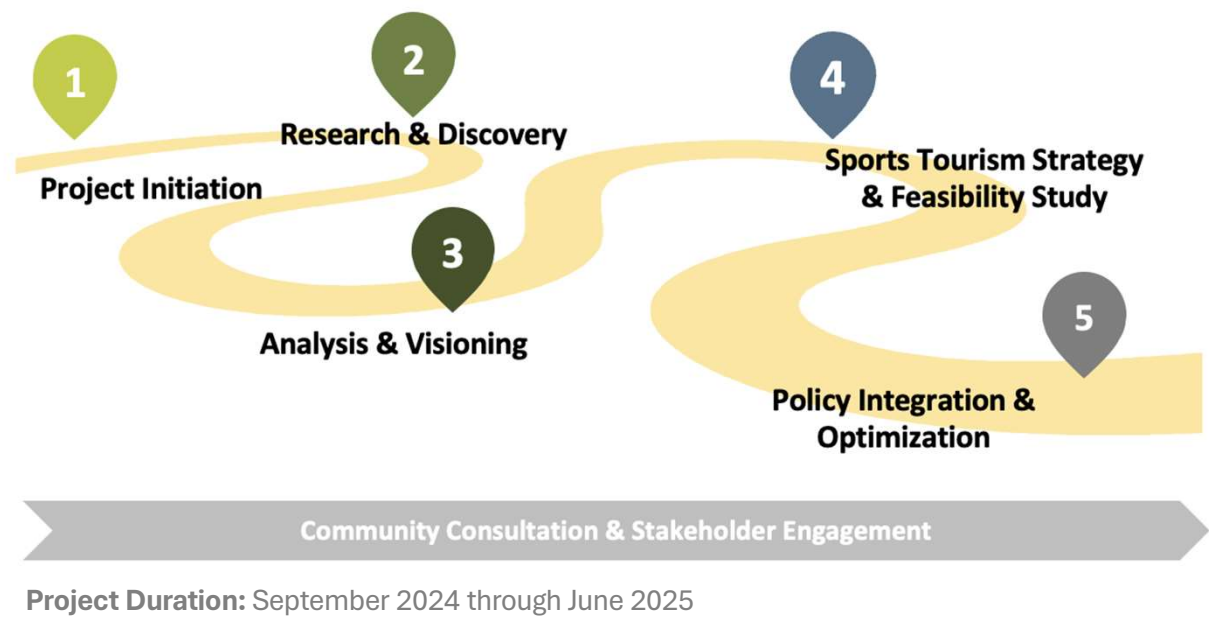 1
Project Initiation
2
Research & Discovery
3
Analysis & Visioning
4
Sports Tourism Strategy
& Feasibility Study
5
Policy Integration &
Optimization
Community Consultation & Stakeholder Engagement
Project Duration: September 2024 through June 2025